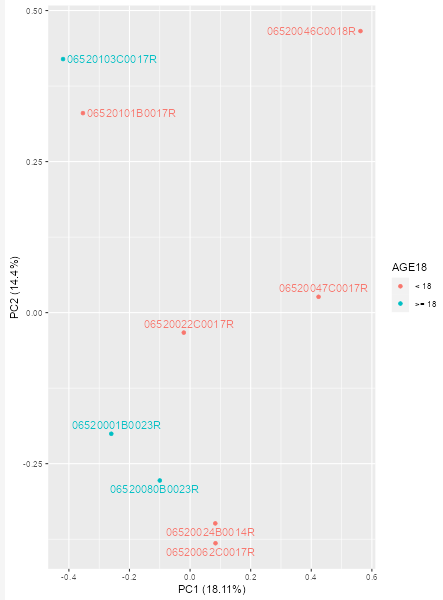 0.50
06520046C0018R
06520103C0017R
06520101B0017R
0.25
AGE18
< 18
>= 18
06520047C0017R
0.00
06520022C0017R
PC2 (14.4%)
06520001B0023R
-0.25
06520080B0023R
06520024B0014R
06520062C0017R
-0.4 -0.2 0.0 0.2 0.4 0.6
PC1 (18.11%)